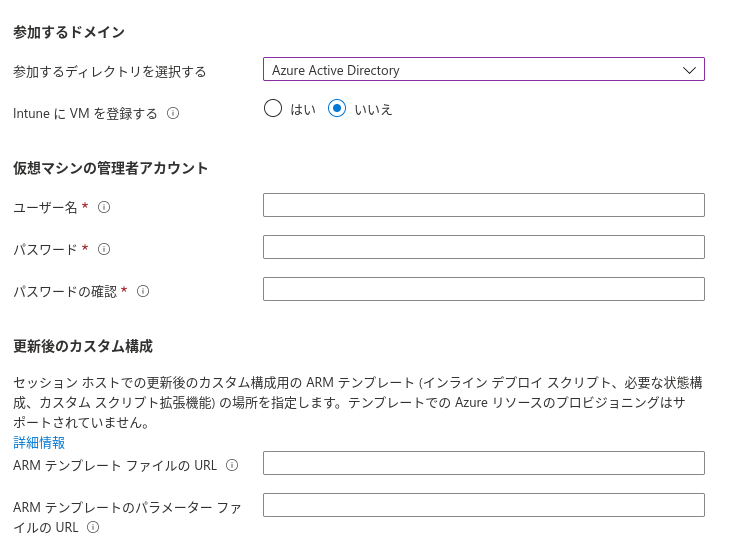 参加するドメイン
参加するディレクトリを選択する
Azure Active Directory
Intune に VM を登録する
はい
いいえ
仮想マシンの管理者アカウント
ユーザー名 *
パスワード *
パスワードの確認 *
更新後のカスタム構成
セッション ホストでの更新後のカスタム構成用の ARM テンプレート (インライン デプロイ スクリプト、必要な状態構
成、カスタム スクリプト拡張機能) の場所を指定します。テンプレートでの Azure リソースのプロビジョニングはサ
ポートされていません。
詳細情報
ARM テンプレート ファイルの URL
ARM テンプレートのパラメーター ファ
イルの URL